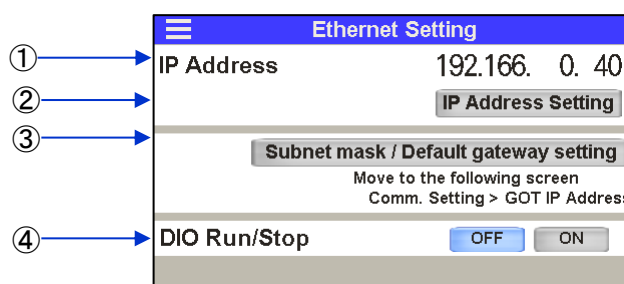 Ethernet Setting
① IP Address 192.166. 0. 40
② IP Address Setting
③ Subnet mask / Default gateway setting
Move to the following screen
Comm. Setting > GOT IP Address
④ DIO Run/Stop OFF ON